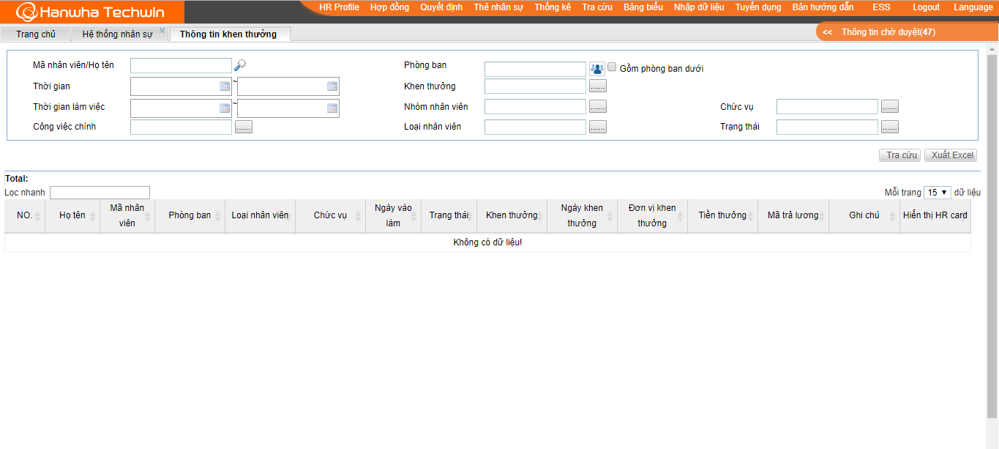 Hanwha Techwin
HR Profile Hợp đồng Quyết định Thẻ nhân sự Thống kê Tra cứu Bảng biểu Nhập dữ liệu Tuyển dụng Bản hướng dẫn ESS Logout Language
Trang chủ Hệ thống nhân sự Thông tin khen thưởng << Thông tin chờ duyệt(47)
Mã nhân viên/Họ tên Phòng ban Gồm phòng ban dưới
Thời gian ~ Khen thưởng ......
Thời gian làm việc ~ Nhóm nhân viên ...... Chức vụ ......
Công việc chính ...... Loại nhân viên ...... Trạng thái ......
Tra cứu Xuất Excel
Total:
Lọc nhanh Mỗi trang 15 dữ liệu
NO. Họ tên Mã nhân viên Phòng ban Loại nhân viên Chức vụ Ngày vào làm Trạng thái Khen thưởng Ngày khen thưởng Đơn vị khen thưởng Tiền thưởng Mã trả lương Ghi chú Hiển thị HR card
Không có dữ liệu!